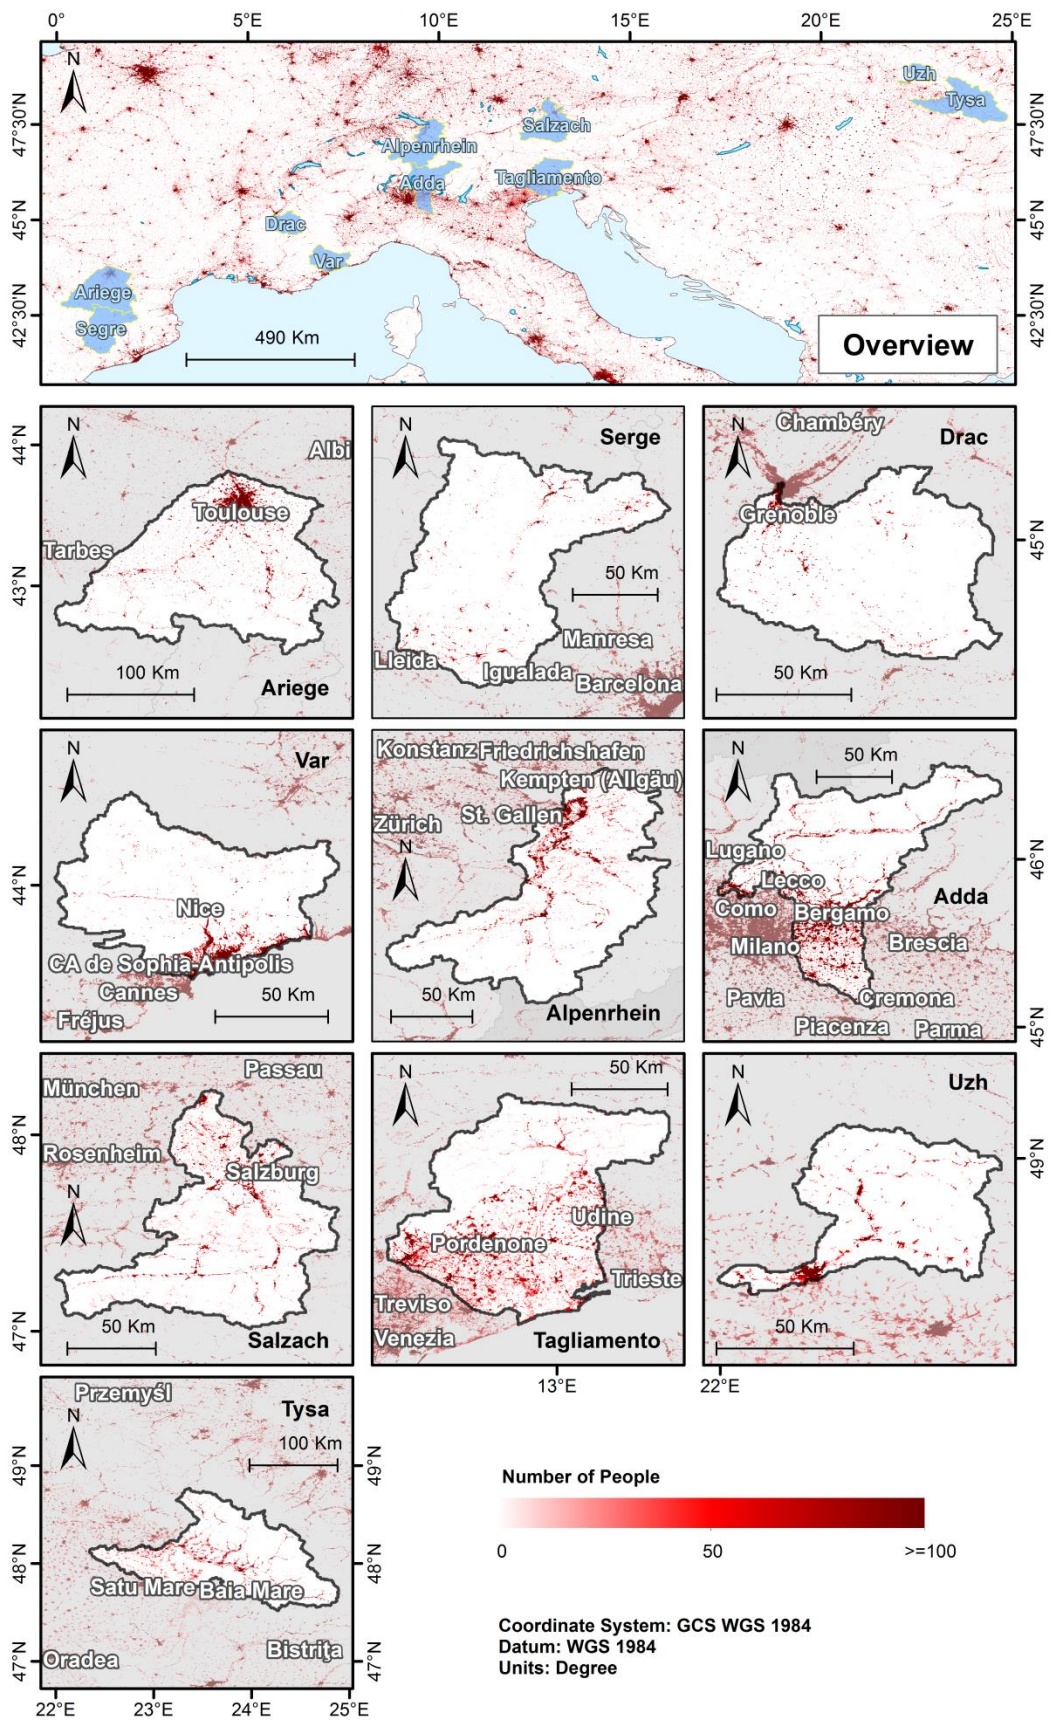 0° 5°E 10°E 15°E 20°E 25°E
N
47°30'N
45°N
42°30'N
47°30'N
45°N
42°30'N
Uzh
Tysa
Salzach
Alpenrhein
Adda
Tagliamento
Drac
Var
Ariege
Segre
490 Km
Overview
N
44°N
43°N
Albi
Toulouse
Tarbes
100 Km
Ariege
N
Serge
50 Km
Manresa
Lleida
Igualada
Barcelona
N
Chambéry
Drac
Grenoble
45°N
50 Km
N
Var
44°N
Nice
CA de Sophia-Antipolis
Cannes
50 Km
Fréjus
Konstanz
Friedrichshafen
Kempten (Allgäu)
St. Gallen
Zürich
N
50 Km
Alpenrhein
N
50 Km
Lugano
46°N
Lecco
Adda
Como
Bergamo
Milano
Brescia
Pavia
Cremona
Piacenza
Parma
45°N
Passau
München
48°N
Rosenheim
Salzburg
N
50 Km
47°N
Salzach
N
50 Km
Udine
Pordenone
Trieste
Treviso
Venezia
Tagliamento
13°E
N
Uzh
49°N
50 Km
22°E
Przemyśl
N
Tysa
100 Km
49°N
48°N
47°N
49°N
48°N
47°N
Satu Mare
Baia Mare
Oradea
Bistriţa
22°E 23°E 24°E 25°E
Number of People
0 50 >=100
Coordinate System: GCS WGS 1984
Datum: WGS 1984
Units: Degree